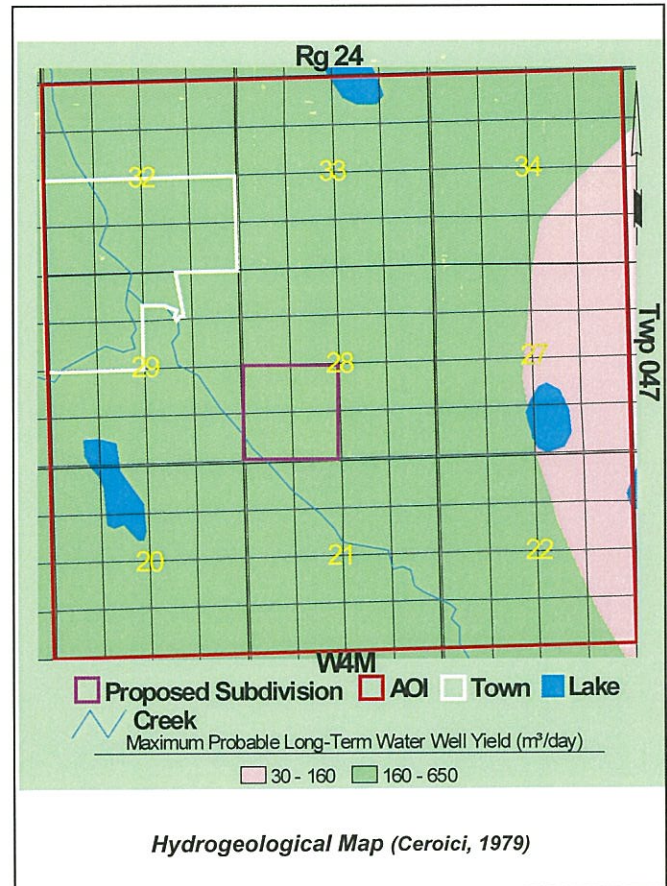 Rg 24
32 33 34
Twp 047
29 28 27
20 21 22
W4M
Proposed Subdivision AOI Town Lake
Creek
Maximum Probable Long-Term Water Well Yield (m³/day)
30 - 160 160 - 650
Hydrogeological Map (Ceroici, 1979)